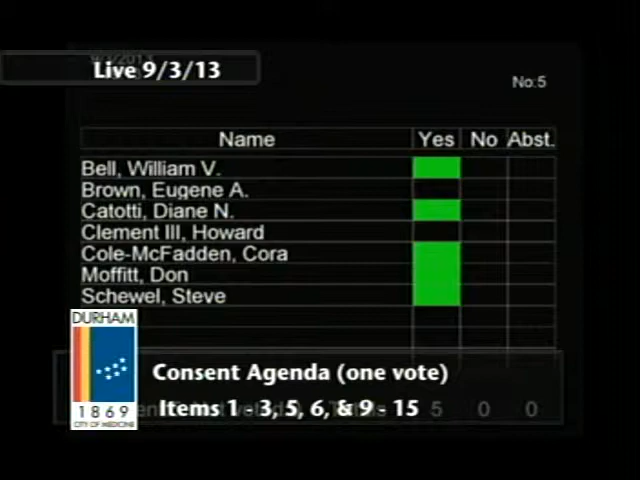 Live 9/3/13
No:5
Name Yes No Abst.
Bell, William V.
Brown, Eugene A.
Catotti, Diane N.
Clement III, Howard
Cole-McFadden, Cora
Moffitt, Don
Schewel, Steve
DURHAM
1869
CITY OF MEDICINE
Consent Agenda (one vote)
Items 1 - 3, 5, 6, & 9 - 15
5 0 0